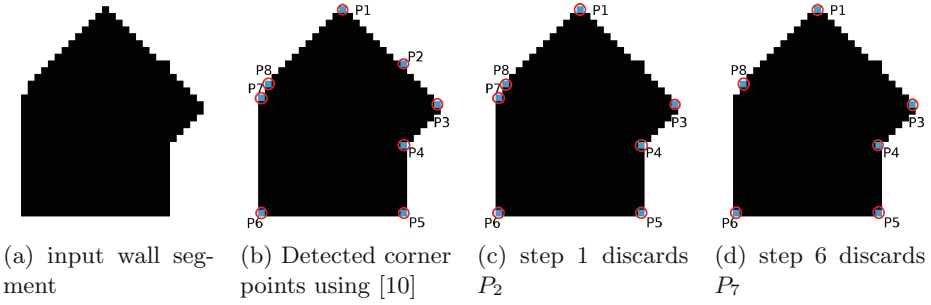 P1
P2
P8
P7
P3
P4
P6
P5
P1
P8
P7
P3
P4
P6
P5
P1
P8
P3
P4
P6
P5
(a) input wall seg-
ment
(b) Detected corner
points using [10]
(c) step 1 discards
P2
(d) step 6 discards
P7